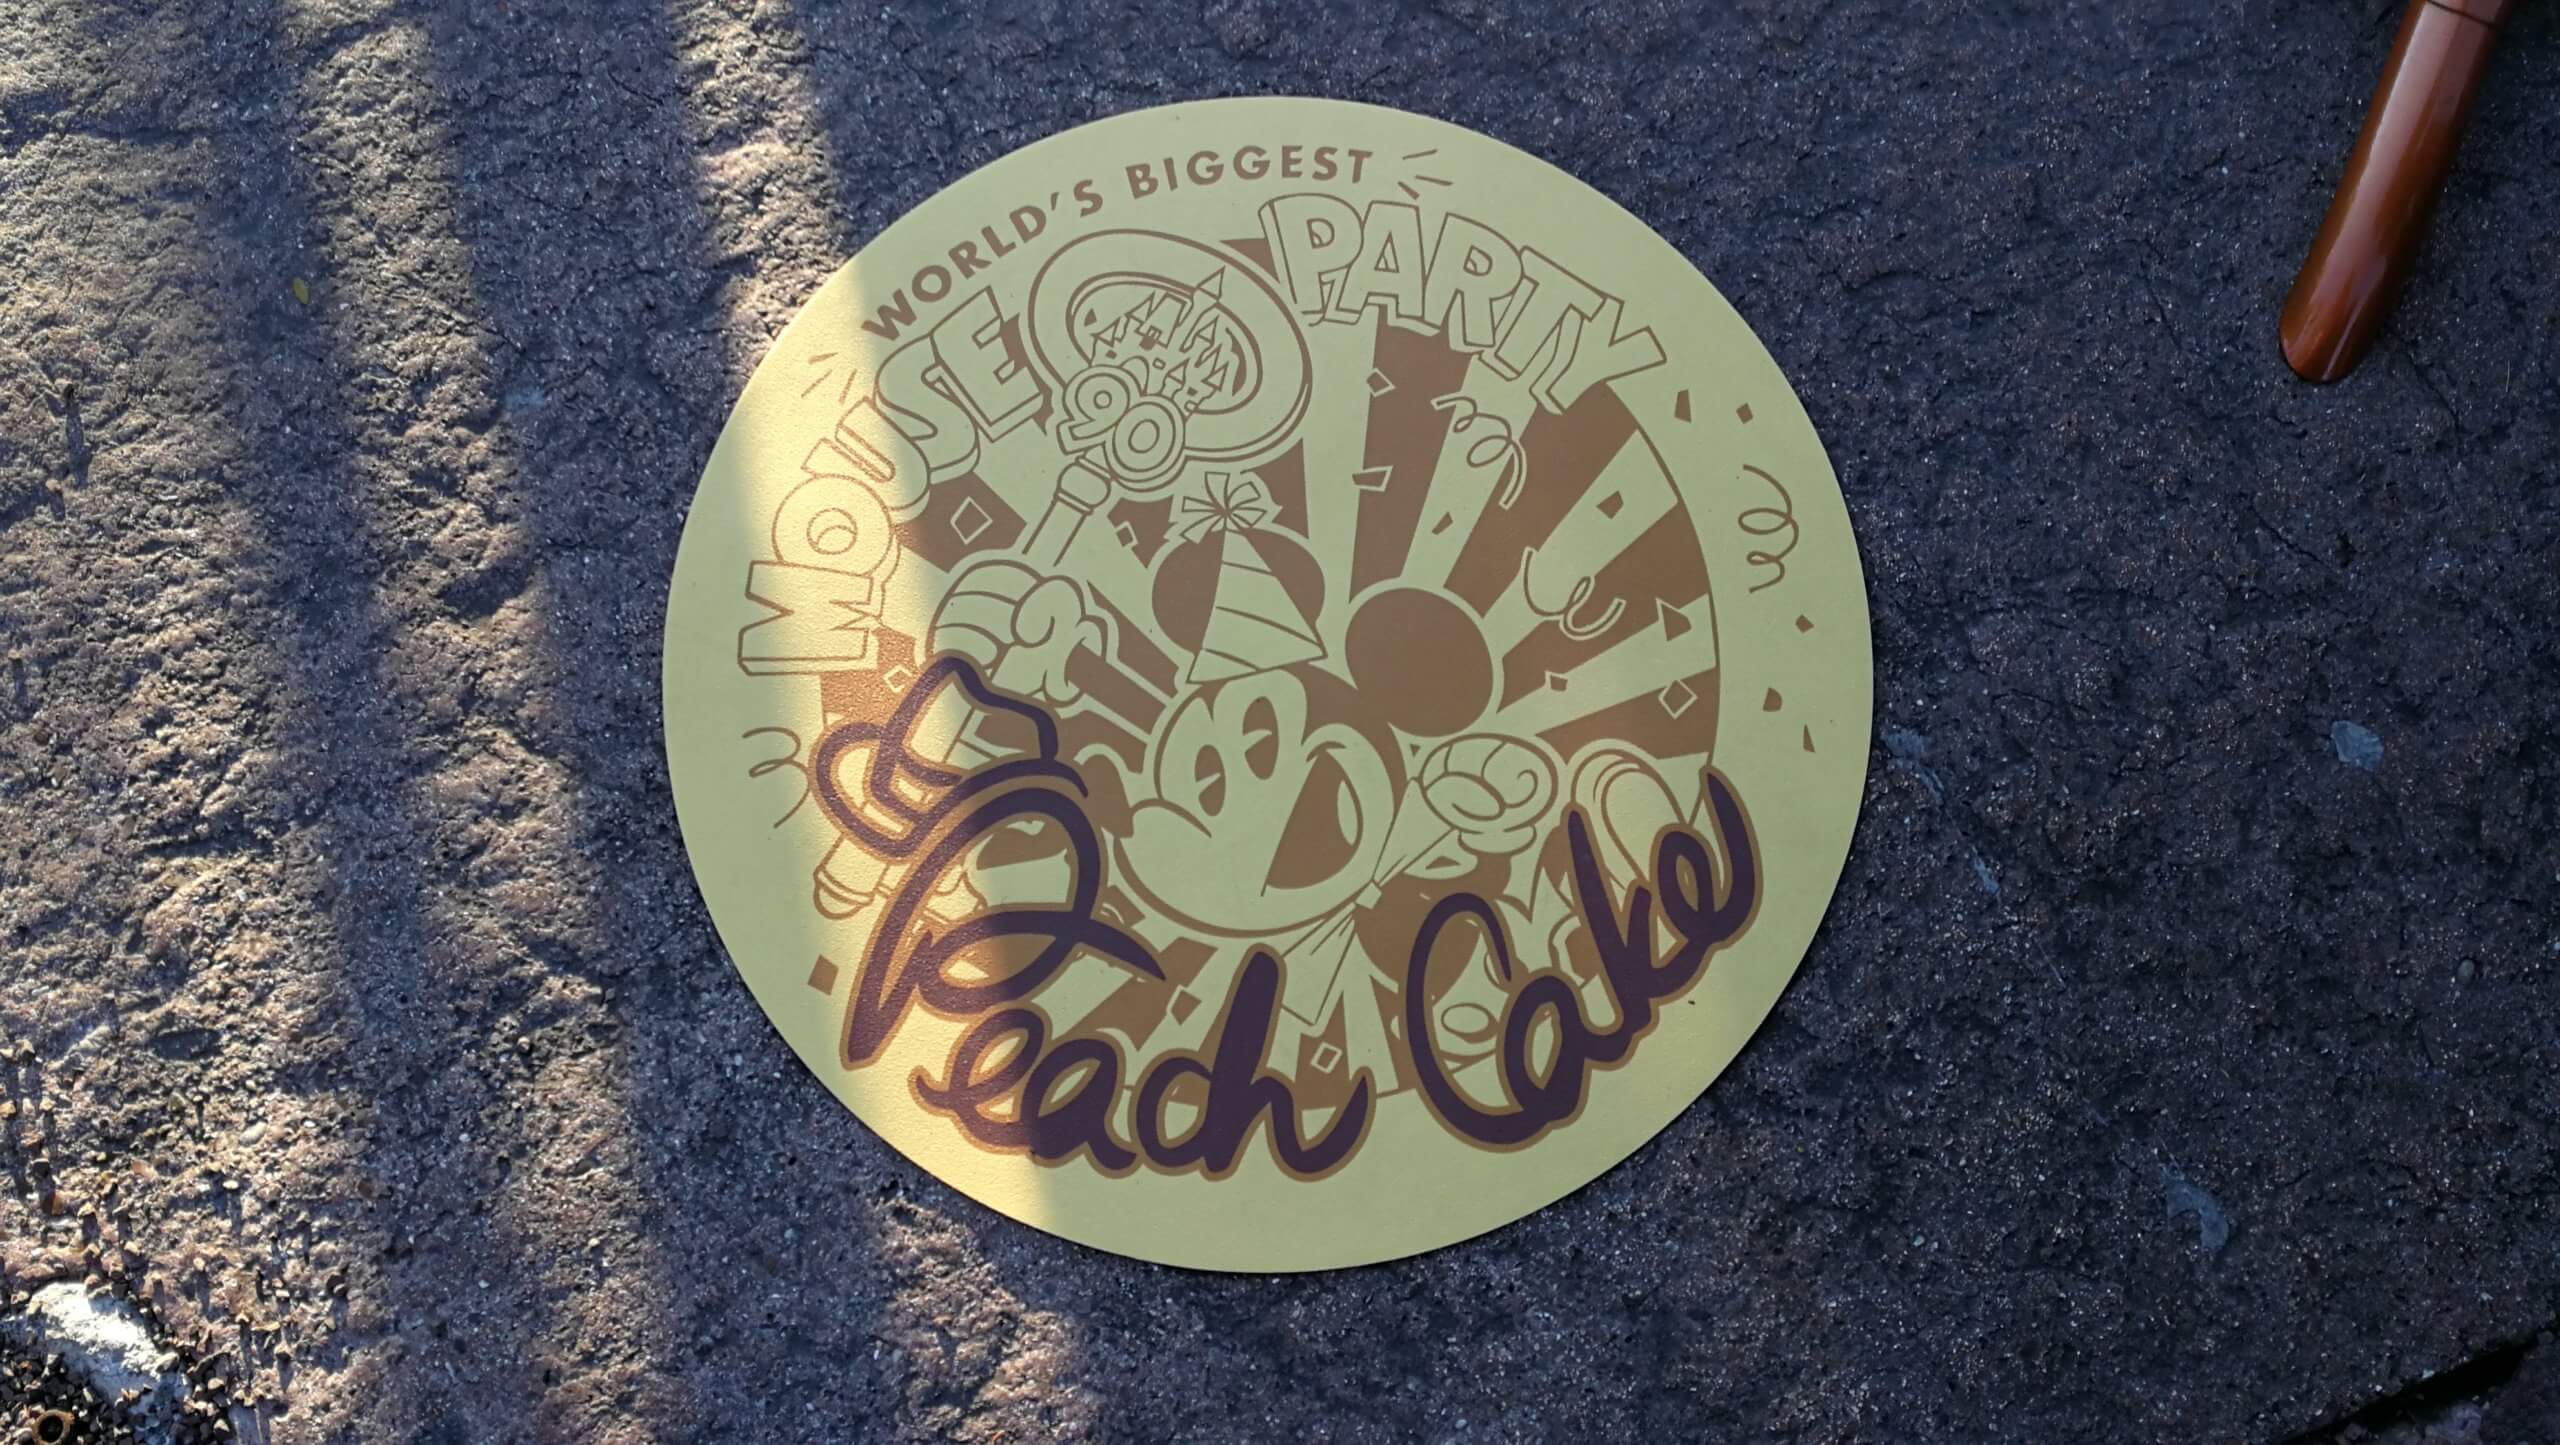 WORLD'S BIGGEST
MOUSE PARTY
90
Peach Cake